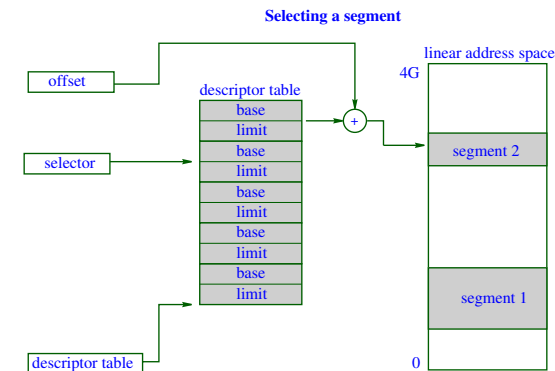 Selecting a segment
linear address space
4G
offset
descriptor table
base
limit
base
limit
base
limit
base
limit
base
limit
+
selector
segment 2
segment 1
descriptor table
0